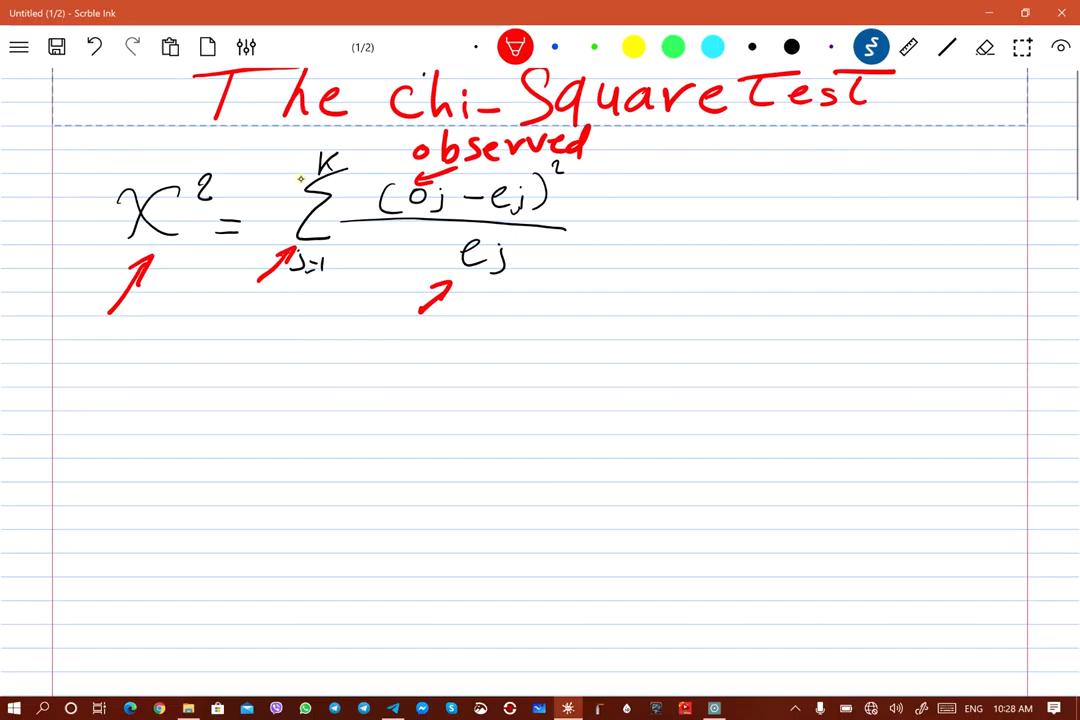 Untitled (1/2) - Scrble Ink
(1/2)
The chi-Square Test
observed
χ² = K ∑ j=1 (oj - ej)² / ej
ENG 10:28 AM